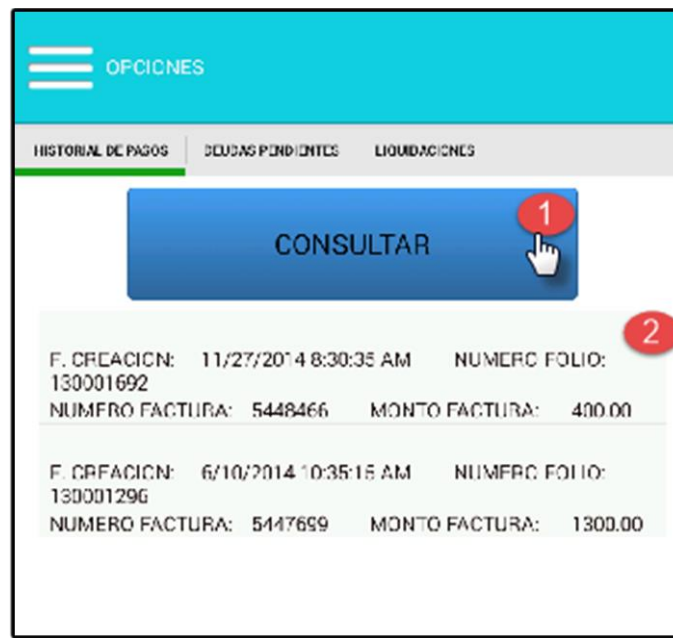 OPCIONES
HISTORIAL DE PAGOS DEUDAS PENDIENTES LIQUIDACIONES
CONSULTAR 1
2
F. CREACION: 11/27/2014 8:30:35 AM NUMERO FOLIO:
130001692
NUMERO FACTURA: 5448466 MONTO FACTURA: 400.00
F. CREACION: 6/10/2014 10:35:15 AM NUMERO FOLIO:
130001296
NUMERO FACTURA: 5447699 MONTO FACTURA: 1300.00